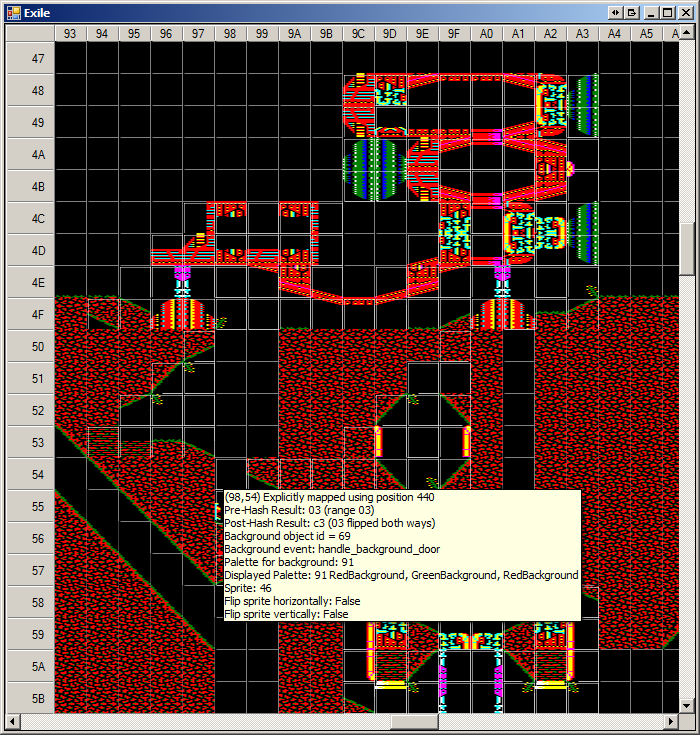 Exile
93 94 95 96 97 98 99 9A 9B 9C 9D 9E 9F A0 A1 A2 A3 A4 A5 A
47
48
49
4A
4B
4C
4D
4E
4F
50
51
52
53
54
(98,54) Explicitly mapped using position 440
55
Pre-Hash Result: 03 (range 03)
Post-Hash Result: c3 (03 flipped both ways)
56
Background object id = 69
Background event: handle_background_door
57
Palette for background: 91
Displayed Palette: 91 RedBackground, GreenBackground, RedBackground
Sprite: 46
58
Flip sprite horizontally: False
Flip sprite vertically: False
59
5A
5B